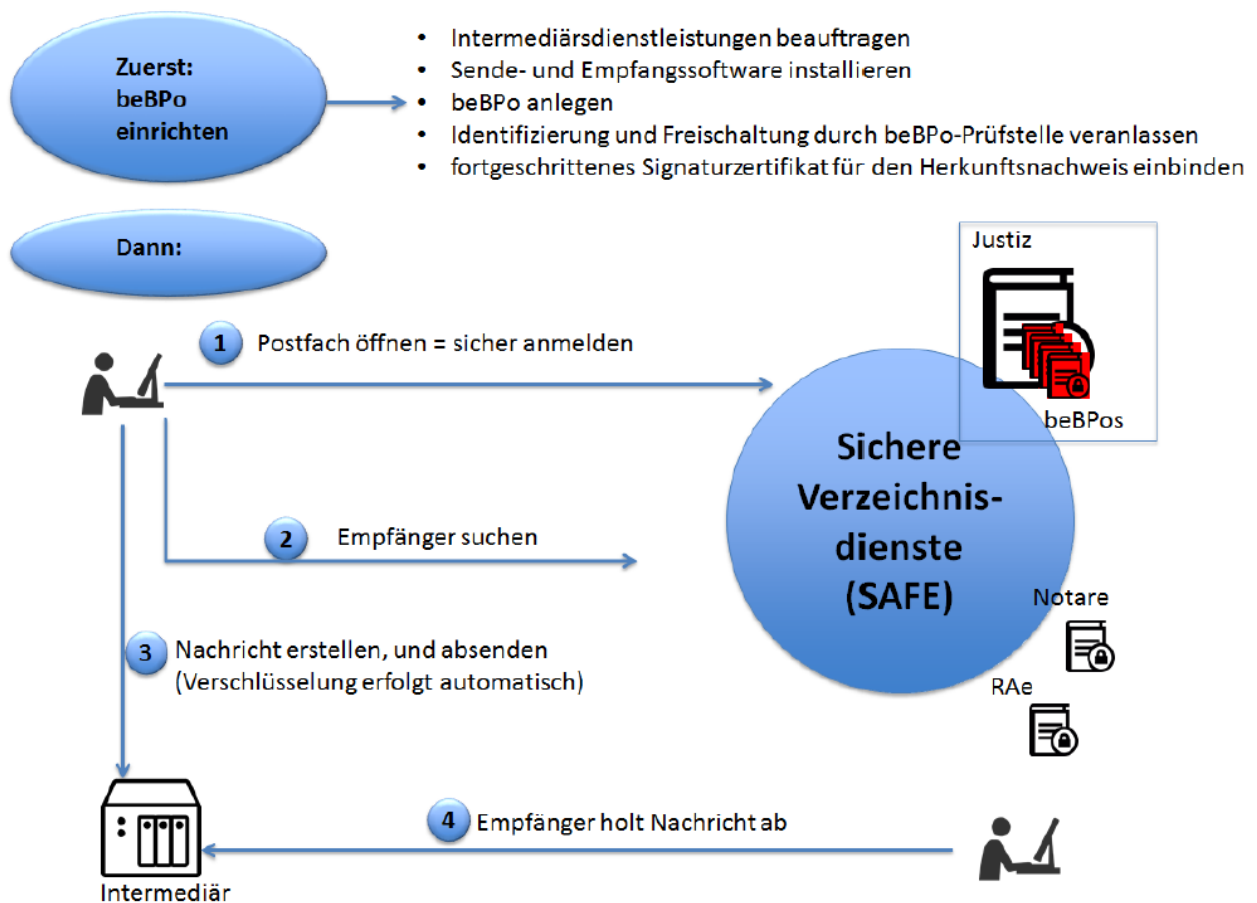 Zuerst:
beBPo
einrichten
• Intermediärsdienstleistungen beauftragen
• Sende- und Empfangssoftware installieren
• beBPo anlegen
• Identifizierung und Freischaltung durch beBPo-Prüfstelle veranlassen
• fortgeschrittenes Signaturzertifikat für den Herkunftsnachweis einbinden
Dann:
Justiz
beBPos
1 Postfach öffnen = sicher anmelden
Sichere
Verzeichnis-
dienste
(SAFE)
2 Empfänger suchen
Notare
RAe
3 Nachricht erstellen, und absenden
(Verschlüsselung erfolgt automatisch)
4 Empfänger holt Nachricht ab
Intermediär